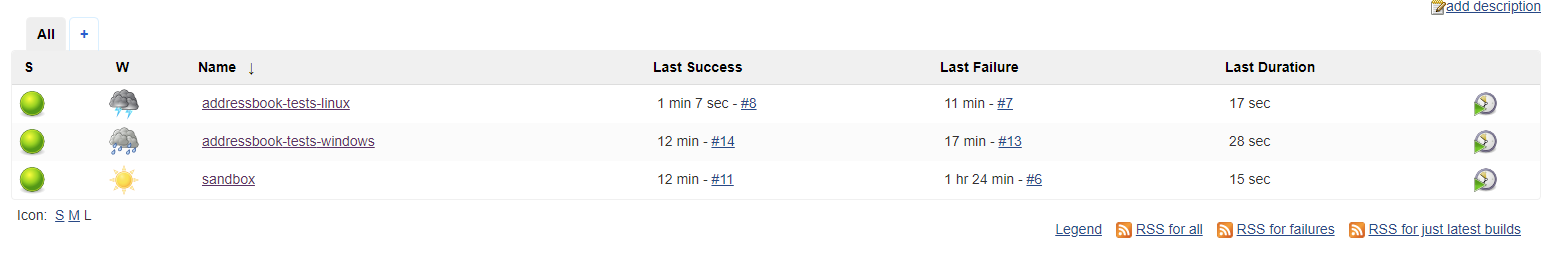 add description
All +
S W Name ↓ Last Success Last Failure Last Duration
addressbook-tests-linux 1 min 7 sec - #8 11 min - #7 17 sec
addressbook-tests-windows 12 min - #14 17 min - #13 28 sec
sandbox 12 min - #11 1 hr 24 min - #6 15 sec
Icon: S M L
Legend RSS for all RSS for failures RSS for just latest builds